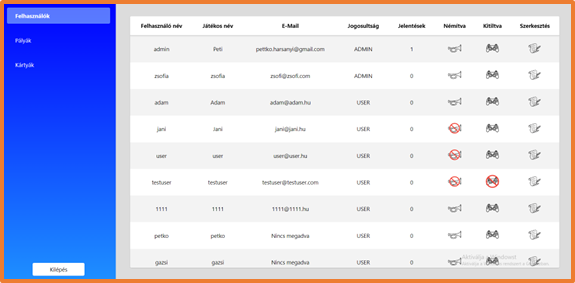 Felhasználók
Pályák
Kártyák
Kilépés
Felhasználó név Játékos név E-Mail Jogosultság Jelentések Némítva Kitiltva Szerkesztés
admin Peti petko.harsanyi@gmail.com ADMIN 1
zsofia zsofia zsofi@zsofi.com ADMIN 0
adam Adam adam@adam.hu USER 0
jani Jani jani@jani.hu USER 0
user user user@user.hu USER 0
testuser testuser testuser@testuser.com USER 0
1111 1111 1111@1111.hu USER 0
petko petko Nincs megadva USER 0
gazsi gazsi Nincs megadva USER 0